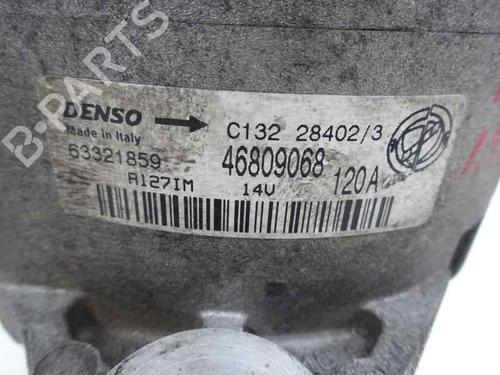 B-PARTS
DENSO C132 28402/3
Made in Italy
63321859 46809068 120A
A127IM 14V